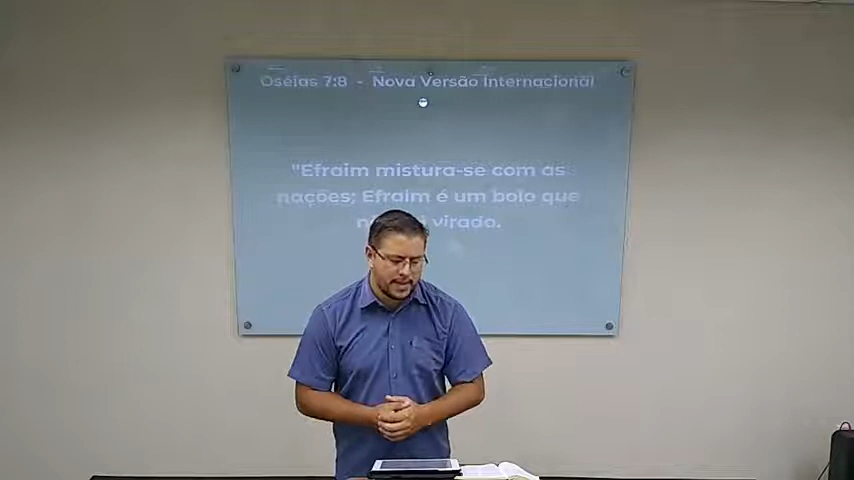 Oséias 7:8 - Nova Versão Internacional
"Efraim mistura-se com as
nações; Efraim é um bolo que
virado.